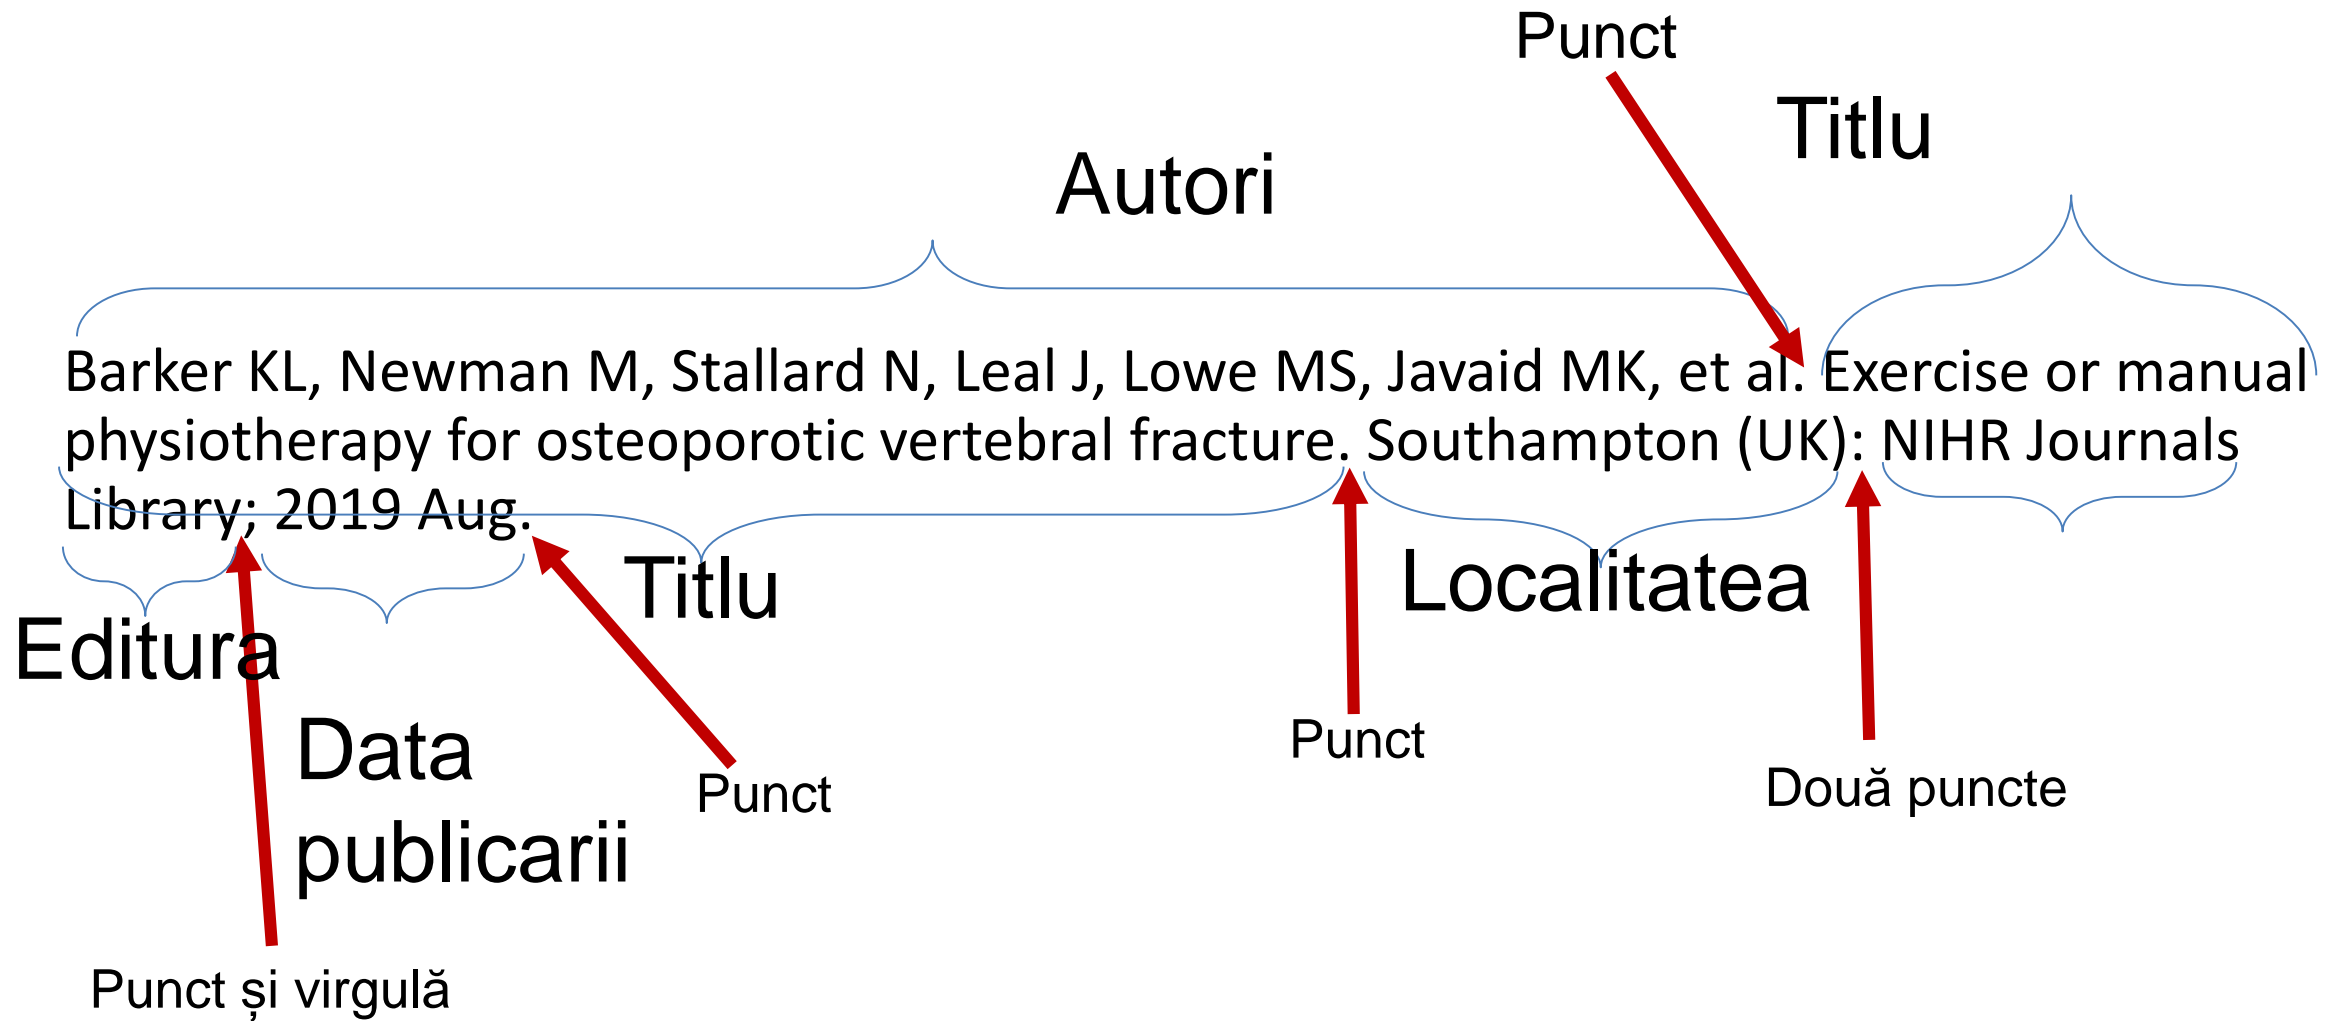 Punct
Titlu
Autori
Barker KL, Newman M, Stallard N, Leal J, Lowe MS, Javaid MK, et al. Exercise or manual
physiotherapy for osteoporotic vertebral fracture. Southampton (UK): NIHR Journals
Library; 2019 Aug.
Titlu
Localitatea
Editura
Data
publicarii
Punct
Punct
Două puncte
Punct și virgulă